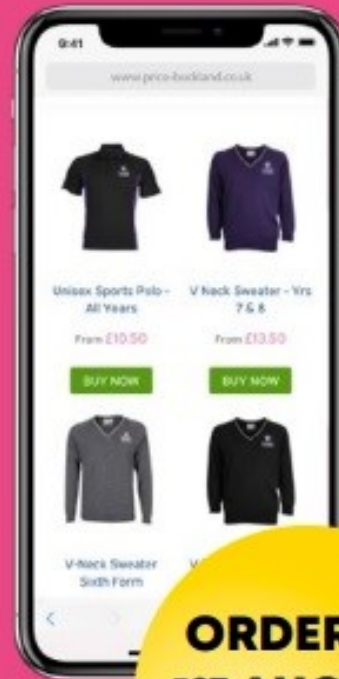 9:41
www.price-buckland.co.uk
Unisex Sports Polo -
All Years
From £10.50
BUY NOW
V Neck Sweater - Yrs
7 & 8
From £13.50
BUY NOW
V-Neck Sweater
Sixth Form
ORDER